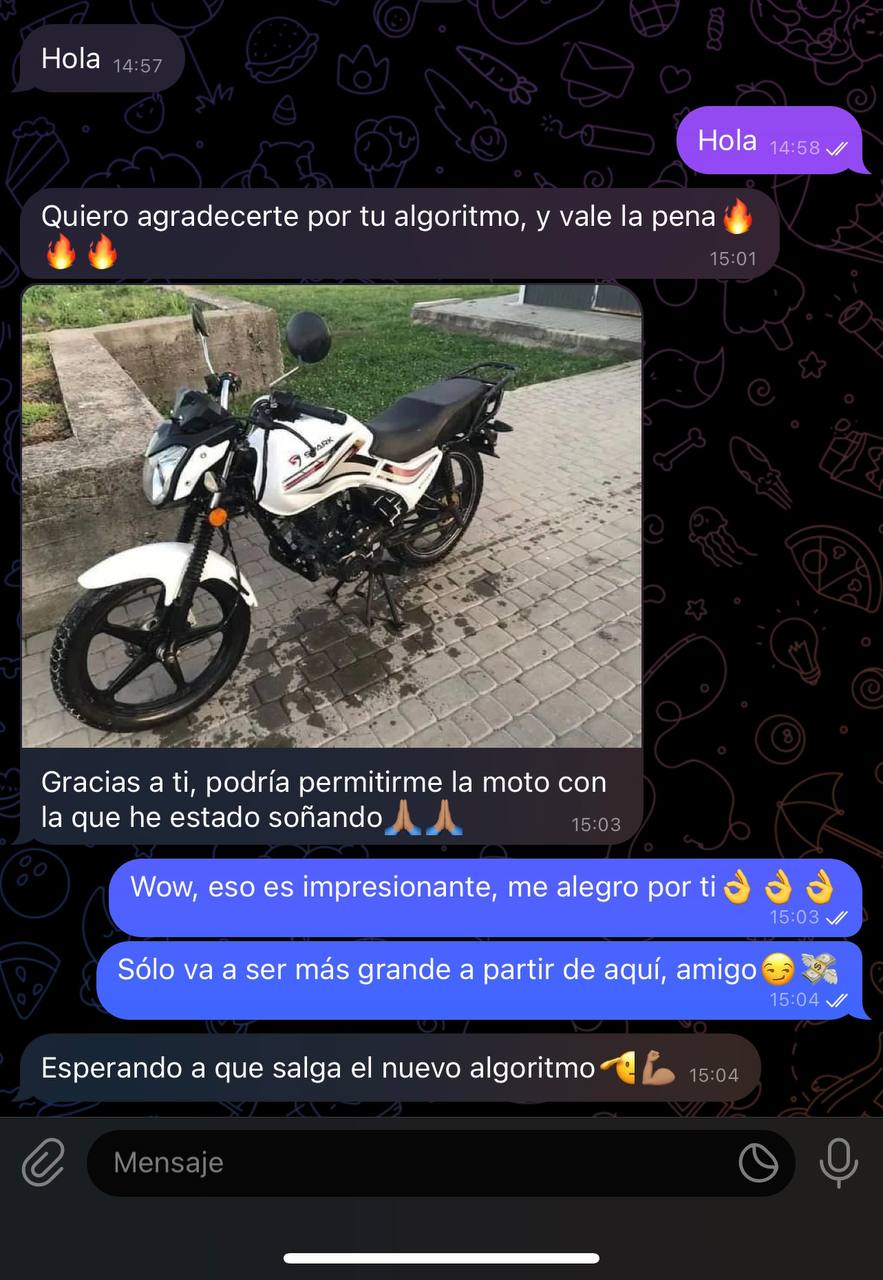 Hola 14:57
Hola 14:58
Quiero agradecerte por tu algoritmo, y vale la pena🔥
🔥🔥
15:01
SPARK
Gracias a ti, podría permitirme la moto con
la que he estado soñando🙏🏽🙏🏽 15:03
Wow, eso es impresionante, me alegro por ti👌👌👌
15:03
Sólo va a ser más grande a partir de aquí, amigo😏💸
15:04
Esperando a que salga el nuevo algoritmo🫡💪🏽 15:04
Mensaje